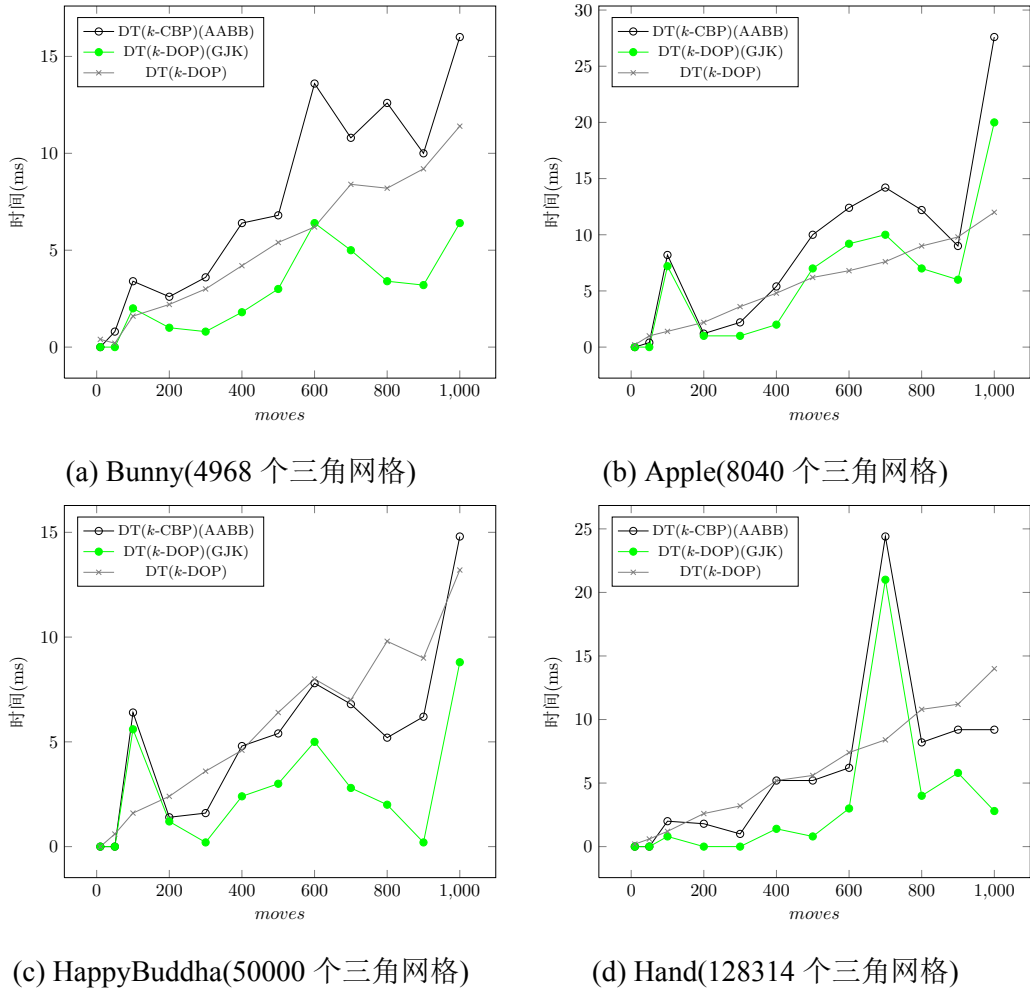 DT(k-CBP)(AABB)
DT(k-DOP)(GJK)
DT(k-DOP)
15
10
5
0
时间(ms)
0 200 400 600 800 1,000
moves
(a) Bunny(4968 个三角网格)
DT(k-CBP)(AABB)
DT(k-DOP)(GJK)
DT(k-DOP)
30
25
20
15
10
5
0
时间(ms)
0 200 400 600 800 1,000
moves
(b) Apple(8040 个三角网格)
DT(k-CBP)(AABB)
DT(k-DOP)(GJK)
DT(k-DOP)
15
10
5
0
时间(ms)
0 200 400 600 800 1,000
moves
(c) HappyBuddha(50000 个三角网格)
DT(k-CBP)(AABB)
DT(k-DOP)(GJK)
DT(k-DOP)
25
20
15
10
5
0
时间(ms)
0 200 400 600 800 1,000
moves
(d) Hand(128314 个三角网格)